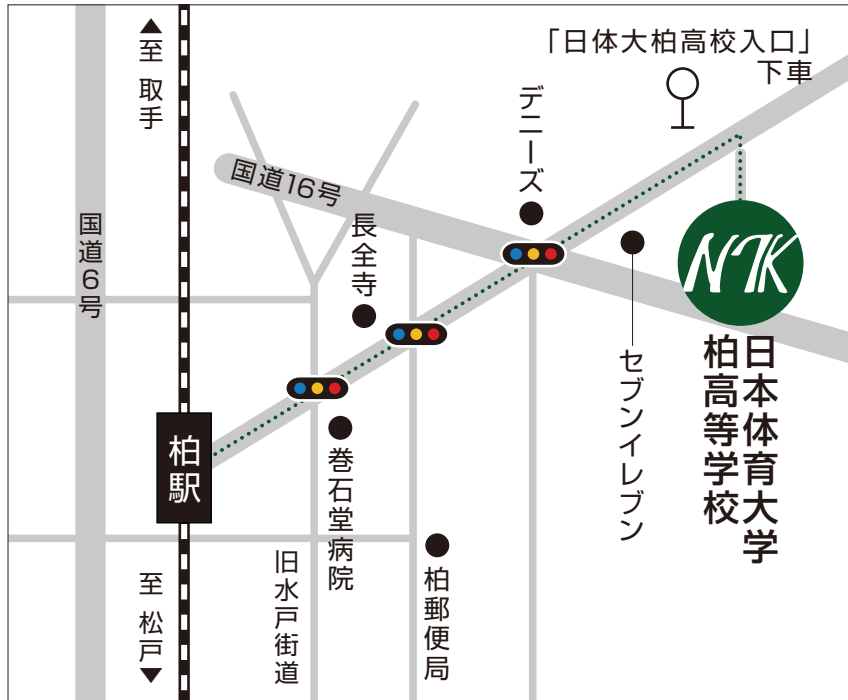 ▲至 取手
「日体大柏高校入口」
下車
デニーズ
国道16号
国道6号
長全寺
NTK
日本体育大学
柏高等学校
セブンイレブン
柏駅
巻石堂病院
旧水戸街道
柏郵便局
至 松戸▼